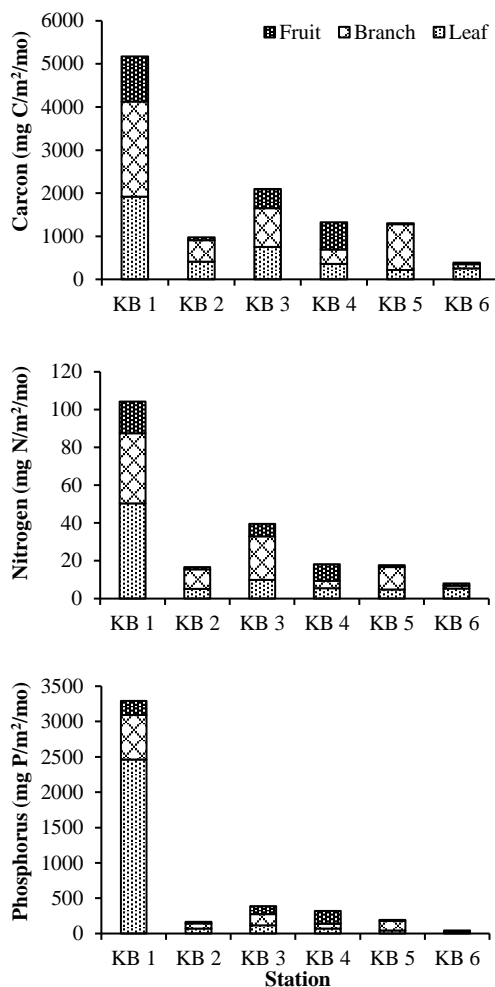 Fruit Branch Leaf
Carcon (mg C/m²/mo)
6000
5000
4000
3000
2000
1000
0
KB 1 KB 2 KB 3 KB 4 KB 5 KB 6
Nitrogen (mg N/m²/mo)
120
100
80
60
40
20
0
KB 1 KB 2 KB 3 KB 4 KB 5 KB 6
Phosphorus (mg P/m²/mo)
3500
3000
2500
2000
1500
1000
500
0
KB 1 KB 2 KB 3 KB 4 KB 5 KB 6
Station